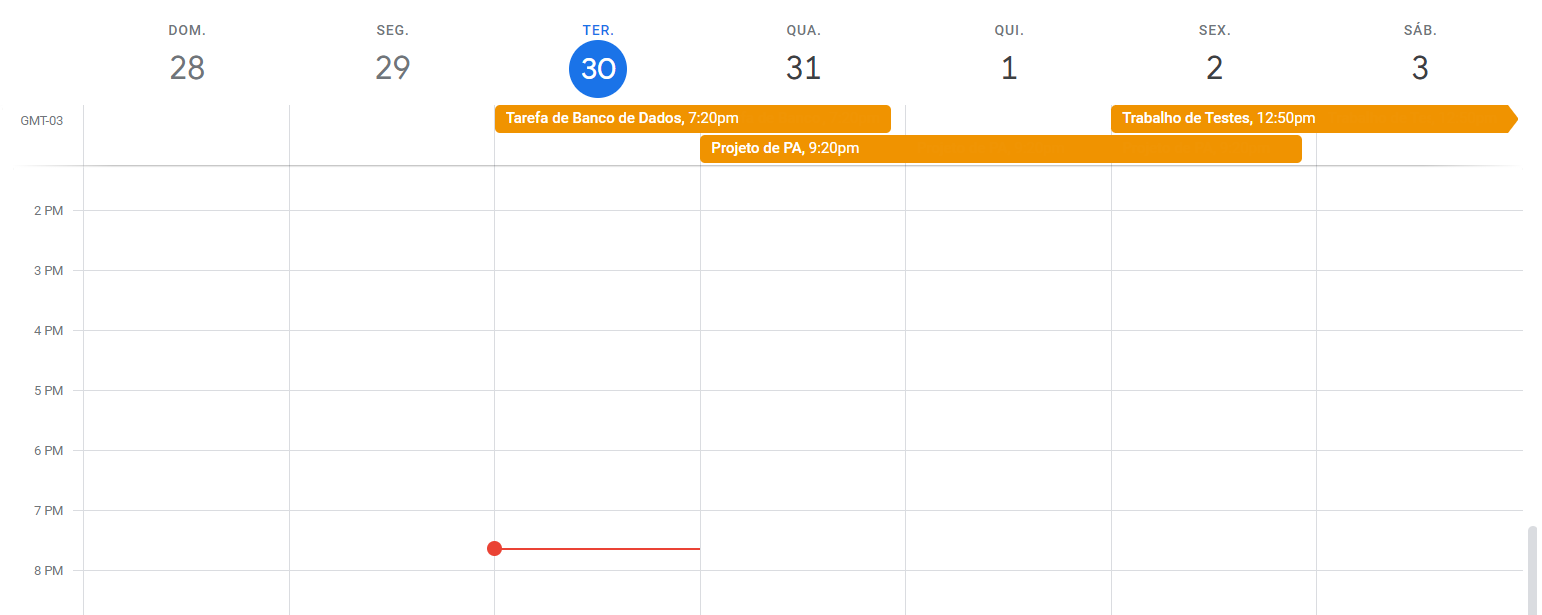 DOM. SEG. TER. QUA. QUI. SEX. SÁB.
28 29 30 31 1 2 3
GMT-03
Tarefa de Banco de Dados, 7:20pm
Trabalho de Testes, 12:50pm
Projeto de PA, 9:20pm
2 PM
3 PM
4 PM
5 PM
6 PM
7 PM
8 PM